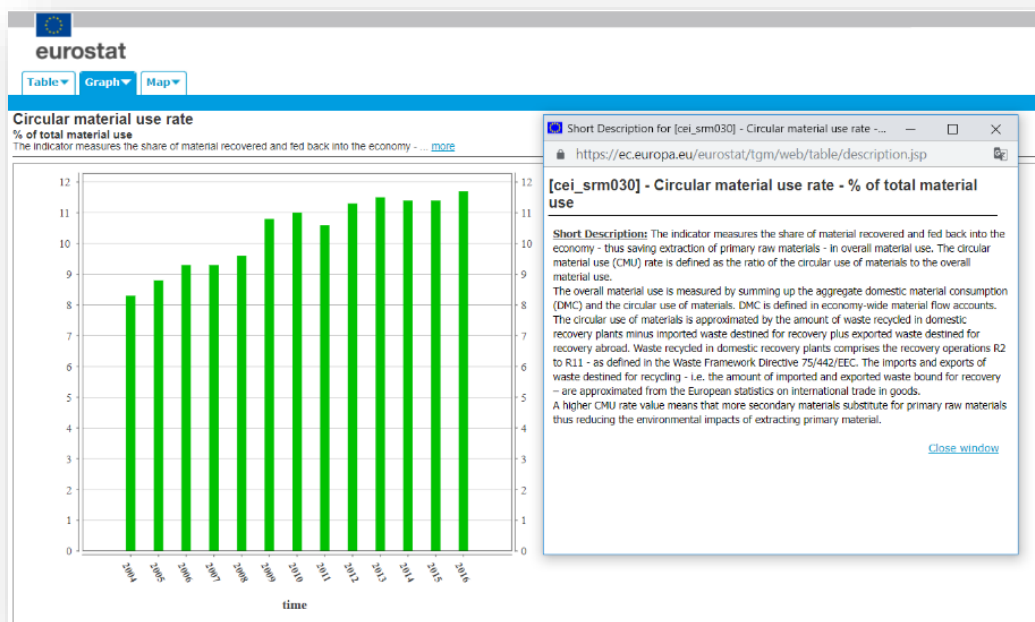 eurostat
Table Graph Map
Circular material use rate
% of total material use
The indicator measures the share of material recovered and fed back into the economy - ... more
12
11
10
9
8
7
6
5
4
3
2
1
0
12
11
10
9
8
7
6
5
4
3
2
1
0
2004 2005 2006 2007 2008 2009 2010 2011 2012 2013 2014 2015 2016
time
Short Description for [cei_srm030] - Circular material use rate -...
https://ec.europa.eu/eurostat/tgm/web/table/description.jsp
[cei_srm030] - Circular material use rate - % of total material
use
Short Description: The indicator measures the share of material recovered and fed back into the
economy - thus saving extraction of primary raw materials - in overall material use. The circular
material use (CMU) rate is defined as the ratio of the circular use of materials to the overall
material use.
The overall material use is measured by summing up the aggregate domestic material consumption
(DMC) and the circular use of materials. DMC is defined in economy-wide material flow accounts.
The circular use of materials is approximated by the amount of waste recycled in domestic
recovery plants minus imported waste destined for recovery plus exported waste destined for
recovery abroad. Waste recycled in domestic recovery plants comprises the recovery operations R2
to R11 - as defined in the Waste Framework Directive 75/442/EEC. The imports and exports of
waste destined for recycling - i.e. the amount of imported and exported waste bound for recovery
– are approximated from the European statistics on international trade in goods.
A higher CMU rate value means that more secondary materials substitute for primary raw materials
thus reducing the environmental impacts of extracting primary material.
Close window